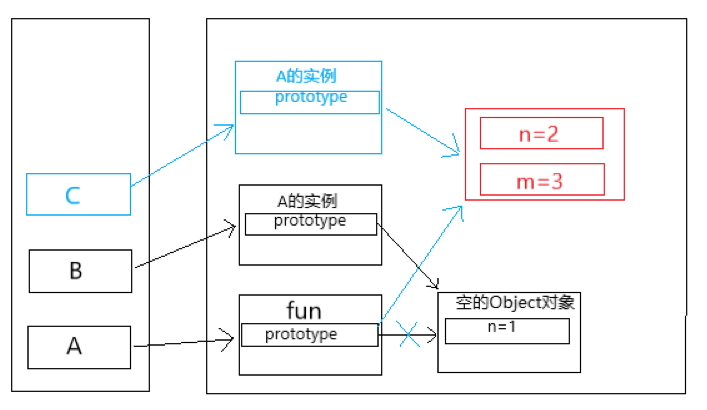 A的实例
prototype
n=2
m=3
C
A的实例
prototype
B
fun
prototype
空的Object对象
n=1
A